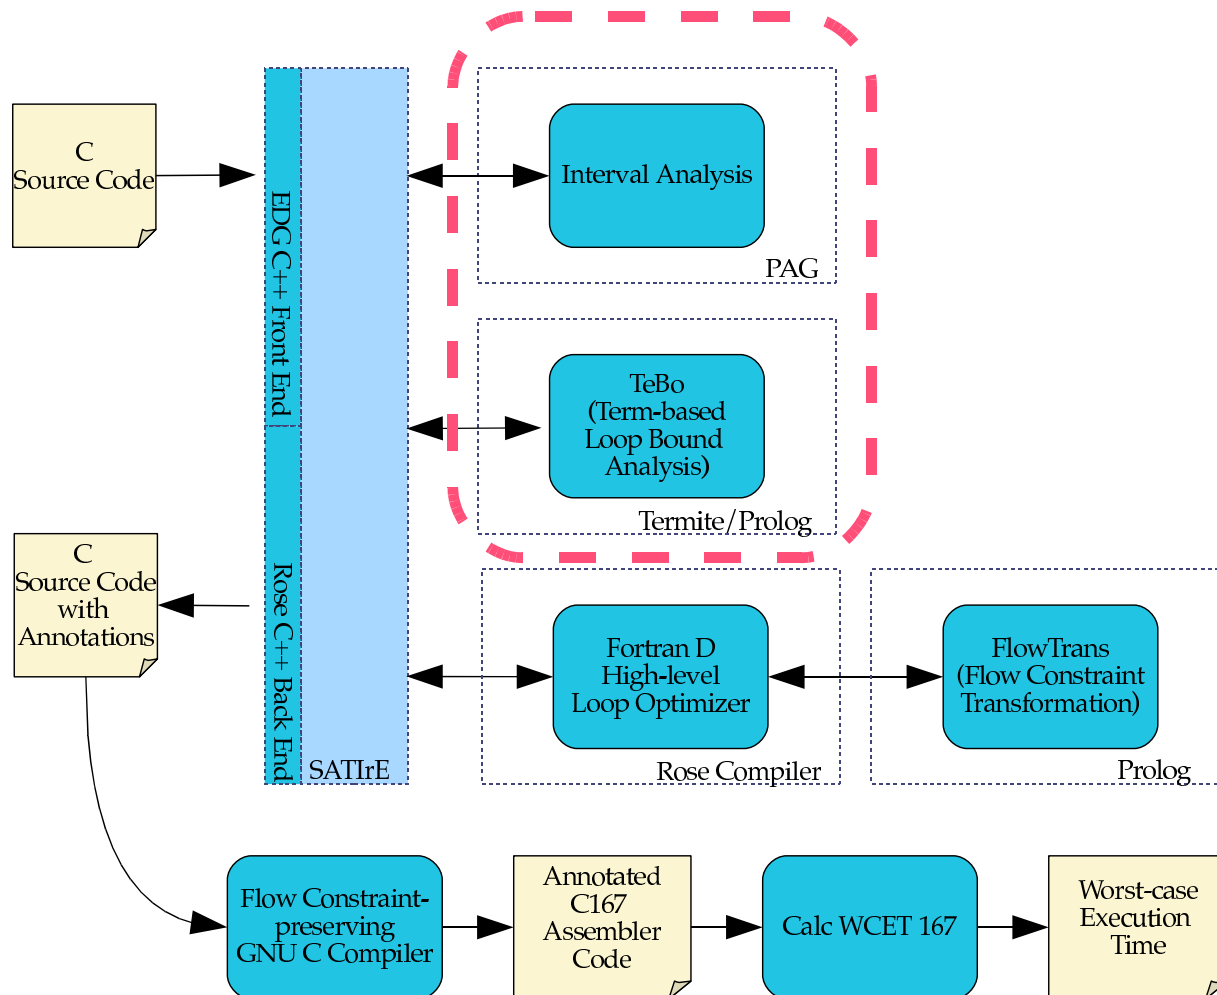 C
Source Code
EDG C++ Front End
Interval Analysis
PAG
TeBo
(Term-based
Loop Bound
Analysis)
Termite/Prolog
C
Source Code
with
Annotations
Rose C++ Back End
SATIrE
Fortran D
High-level
Loop Optimizer
Rose Compiler
FlowTrans
(Flow Constraint
Transformation)
Prolog
Flow Constraint-
preserving
GNU C Compiler
Annotated
C167
Assembler
Code
Calc WCET 167
Worst-case
Execution
Time